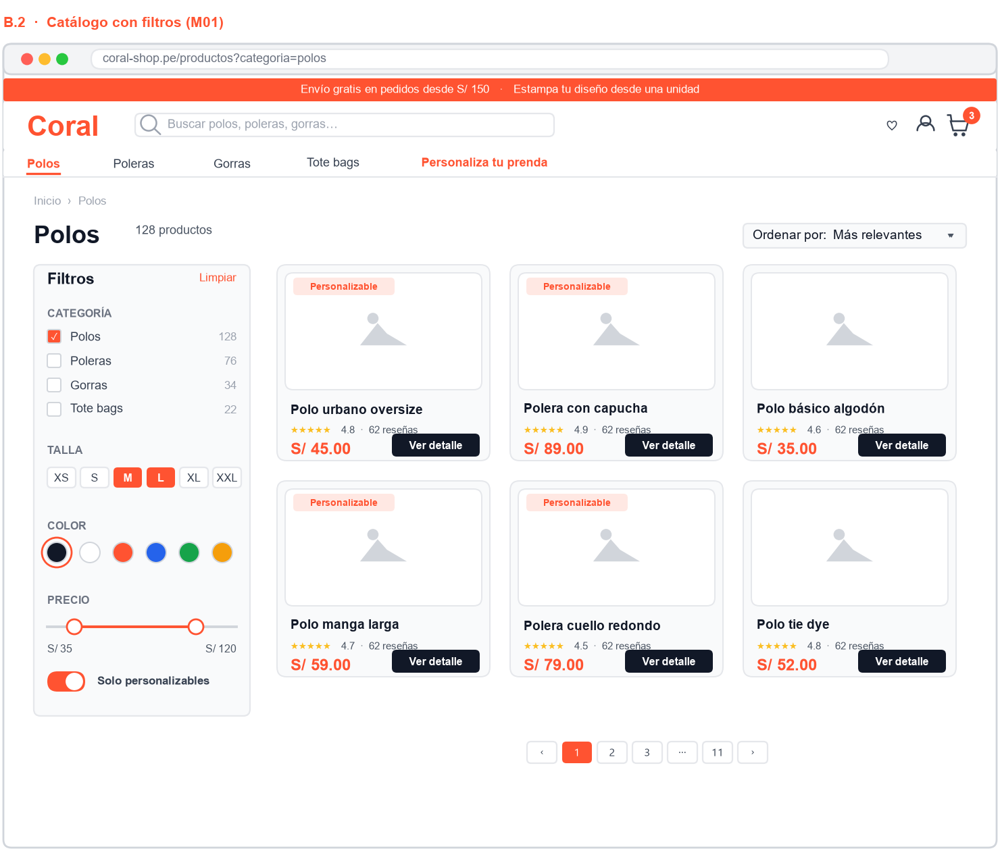 B.2 · Catálogo con filtros (M01)
coral-shop.pe/productos?categoria=polos
Envío gratis en pedidos desde S/ 150 · Estampa tu diseño desde una unidad
Coral
Buscar polos, poleras, gorras…
3
Polos Poleras Gorras Tote bags Personaliza tu prenda
Inicio › Polos
Polos 128 productos
Ordenar por: Más relevantes ▾
Filtros Limpiar
CATEGORÍA
✓ Polos 128
Poleras 76
Gorras 34
Tote bags 22
TALLA
XS S M L XL XXL
COLOR
PRECIO
S/ 35 S/ 120
Solo personalizables
Personalizable
Polo urbano oversize
★★★★★ 4.8 · 62 reseñas
S/ 45.00 Ver detalle
Personalizable
Polera con capucha
★★★★★ 4.9 · 62 reseñas
S/ 89.00 Ver detalle
Polo básico algodón
★★★★★ 4.6 · 62 reseñas
S/ 35.00 Ver detalle
Personalizable
Polo manga larga
★★★★★ 4.7 · 62 reseñas
S/ 59.00 Ver detalle
Personalizable
Polera cuello redondo
★★★★★ 4.5 · 62 reseñas
S/ 79.00 Ver detalle
Polo tie dye
★★★★★ 4.8 · 62 reseñas
S/ 52.00 Ver detalle
‹ 1 2 3 ··· 11 ›